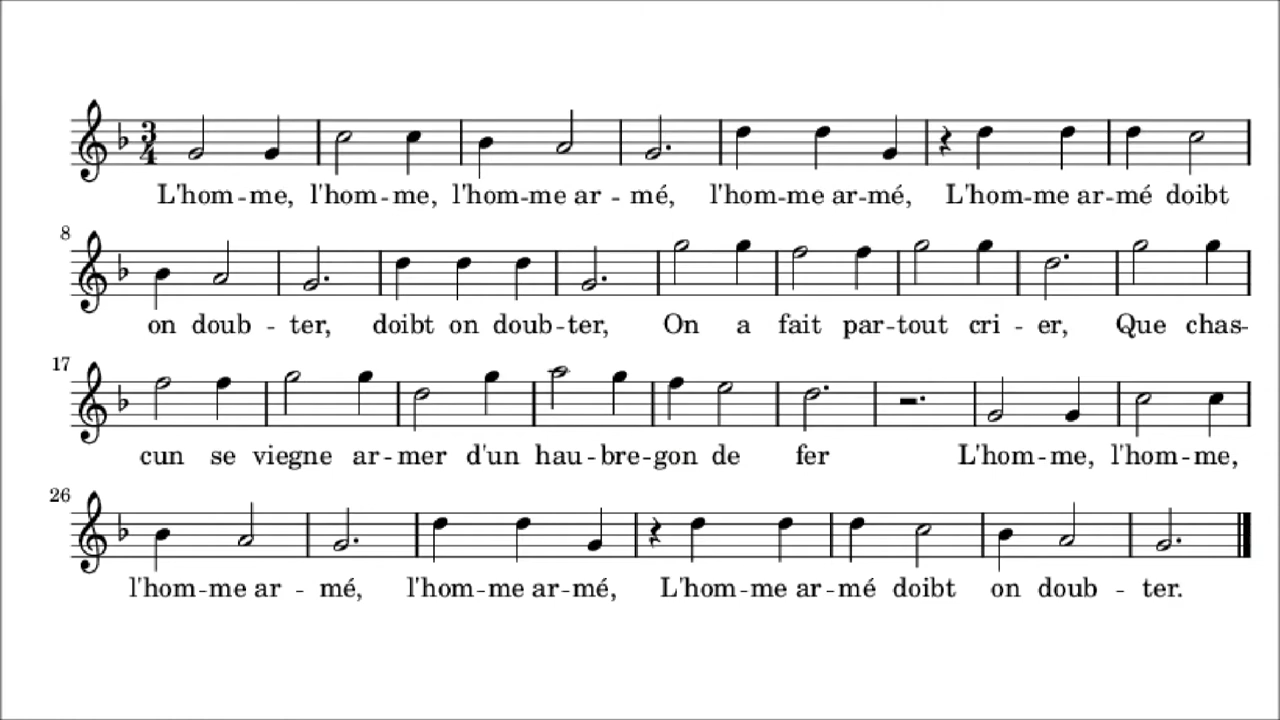 3
4
L'hom - me, l'hom - me, l'hom - me ar - mé, l'hom - me ar - mé, L'hom - me ar - mé doibt
8
on doub - ter, doibt on doub - ter, On a fait par - tout cri - er, Que chas-
17
cun se viegne ar - mer d'un hau - bre - gon de fer L'hom - me, l'hom - me,
26
l'hom - me ar - mé, l'hom - me ar - mé, L'hom - me ar - mé doibt on doub - ter.